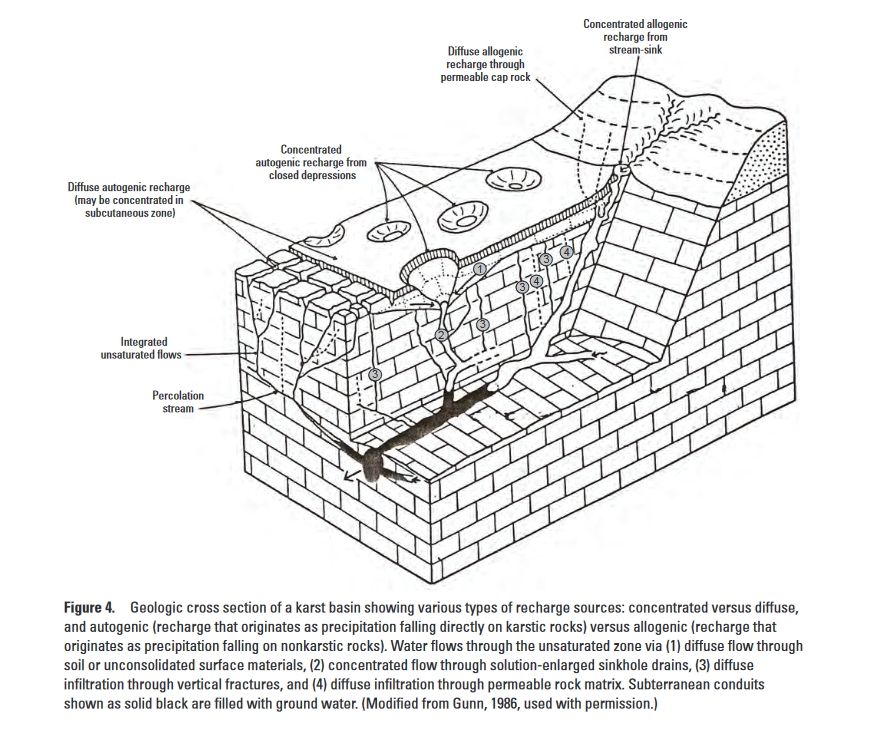 Concentrated allogenic
recharge from
stream-sink
Diffuse allogenic
recharge through
permeable cap rock
Concentrated
autogenic recharge from
closed depressions
Diffuse autogenic recharge
(may be concentrated in
subcutaneous zone)
1
3
4
3
4
2
3
3
Integrated
unsaturated flows
Percolation
stream
Figure 4. Geologic cross section of a karst basin showing various types of recharge sources: concentrated versus diffuse,
and autogenic (recharge that originates as precipitation falling directly on karstic rocks) versus allogenic (recharge that
originates as precipitation falling on nonkarstic rocks). Water flows through the unsaturated zone via (1) diffuse flow through
soil or unconsolidated surface materials, (2) concentrated flow through solution-enlarged sinkhole drains, (3) diffuse
infiltration through vertical fractures, and (4) diffuse infiltration through permeable rock matrix. Subterranean conduits
shown as solid black are filled with ground water. (Modified from Gunn, 1986, used with permission.)